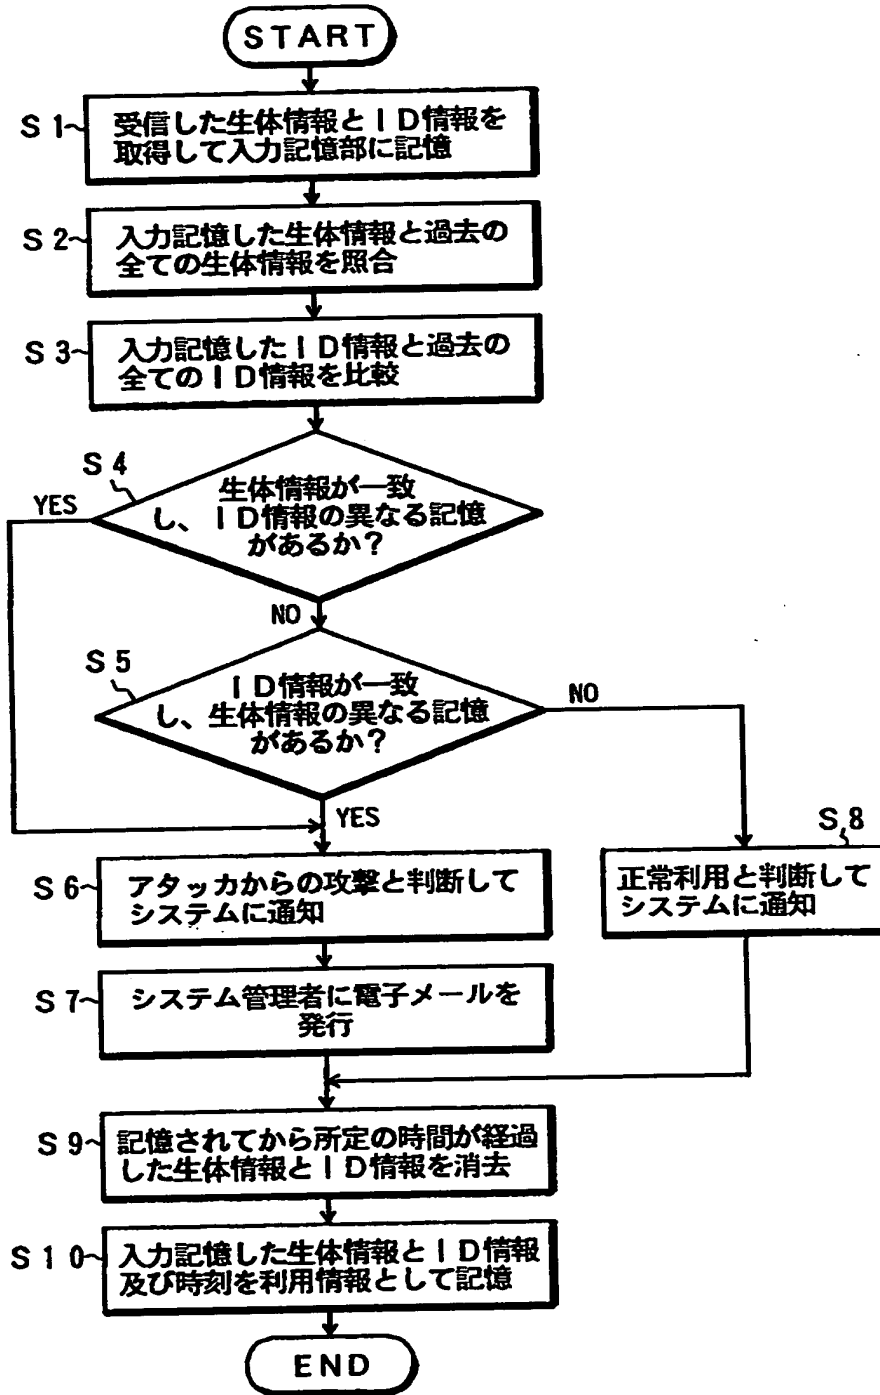 START
S1
受信した生体情報とID情報を
取得して入力記憶部に記憶
S2
入力記憶した生体情報と過去の
全ての生体情報を照合
S3
入力記憶したID情報と過去の
全てのID情報を比較
S4
YES
生体情報が一致
し、ID情報の異なる記憶
があるか?
NO
S5
ID情報が一致
し、生体情報の異なる記憶
があるか?
NO
YES
S6
アタッカからの攻撃と判断して
システムに通知
S8
正常利用と判断して
システムに通知
S7
システム管理者に電子メールを
発行
S9
記憶されてから所定の時間が経過
した生体情報とID情報を消去
S10
入力記憶した生体情報とID情報
及び時刻を利用情報として記憶
END